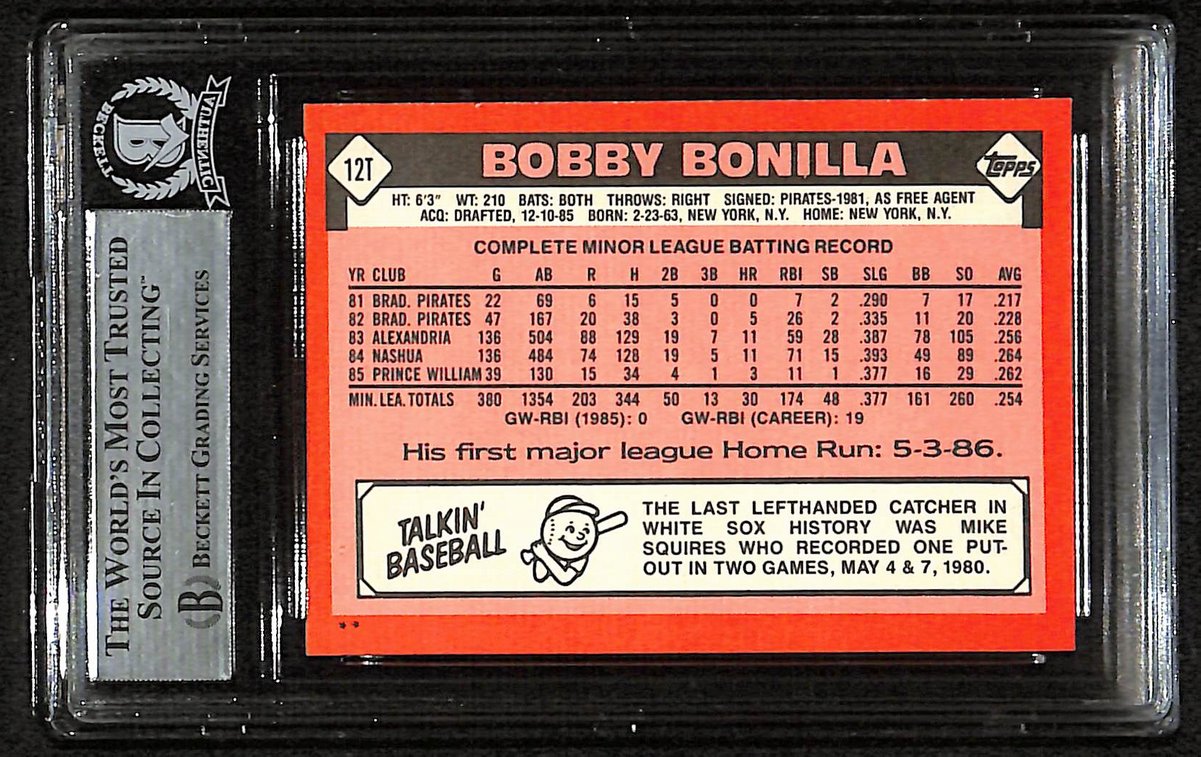 BECKETT
AUTHENTIC
B
THE WORLD'S MOST TRUSTED
SOURCE IN COLLECTING™
B BECKETT GRADING SERVICES
12T
BOBBY BONILLA
Topps
HT: 6'3" WT: 210 BATS: BOTH THROWS: RIGHT SIGNED: PIRATES-1981, AS FREE AGENT
ACQ: DRAFTED, 12-10-85 BORN: 2-23-63, NEW YORK, N.Y. HOME: NEW YORK, N.Y.
COMPLETE MINOR LEAGUE BATTING RECORD
YR CLUB G AB R H 2B 3B HR RBI SB SLG BB SO AVG
81 BRAD. PIRATES 22 69 6 15 5 0 0 7 2 .290 7 17 .217
82 BRAD. PIRATES 47 167 20 38 3 0 5 26 2 .335 11 20 .228
83 ALEXANDRIA 136 504 88 129 19 7 11 59 28 .387 78 105 .256
84 NASHUA 136 484 74 128 19 5 11 71 15 .393 49 89 .264
85 PRINCE WILLIAM 39 130 15 34 4 1 3 11 1 .377 16 29 .262
MIN. LEA. TOTALS 380 1354 203 344 50 13 30 174 48 .377 161 260 .254
GW-RBI (1985): 0 GW-RBI (CAREER): 19
His first major league Home Run: 5-3-86.
TALKIN'
BASEBALL
THE LAST LEFTHANDED CATCHER IN
WHITE SOX HISTORY WAS MIKE
SQUIRES WHO RECORDED ONE PUT-
OUT IN TWO GAMES, MAY 4 & 7, 1980.
**